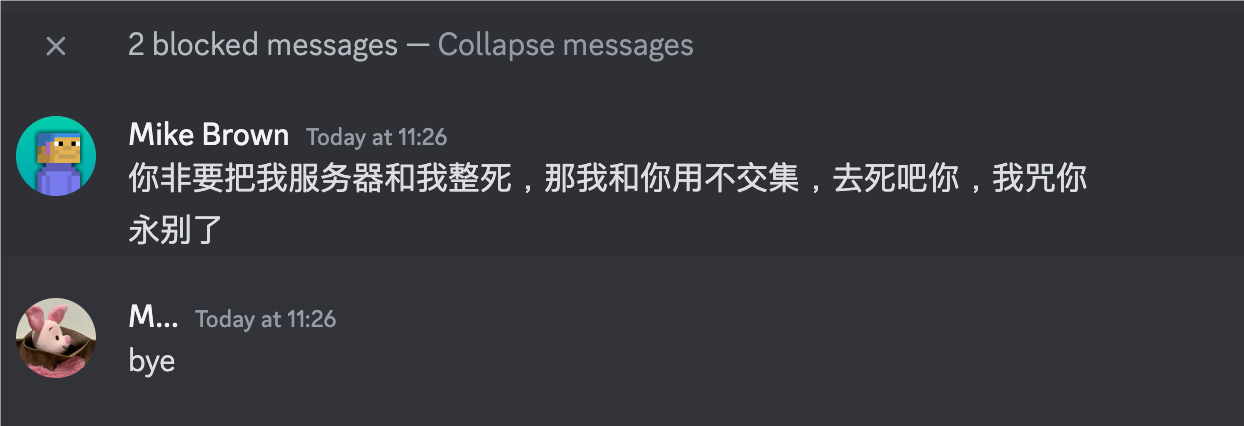 2 blocked messages — Collapse messages
Mike Brown Today at 11:26
你非要把我服务器和我整死，那我和你用不交集，去死吧你，我咒你
永别了
M... Today at 11:26
bye